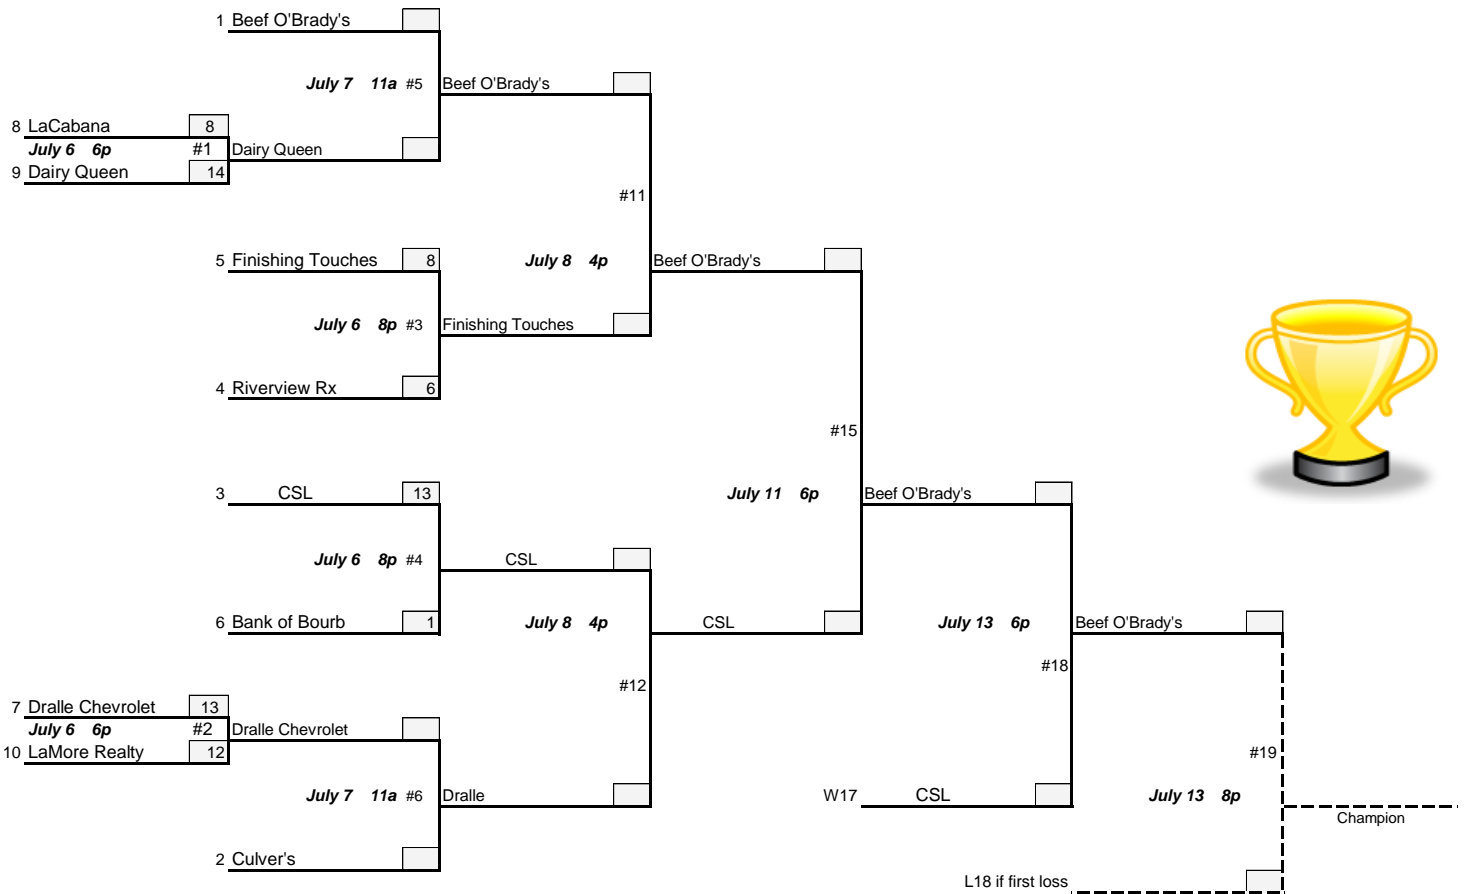 1 Beef O'Brady's
July 7 11a #5 Beef O'Brady's
8 LaCabana 8
July 6 6p #1 Dairy Queen
9 Dairy Queen 14
#11
5 Finishing Touches 8 July 8 4p Beef O'Brady's
July 6 8p #3 Finishing Touches
4 Riverview Rx 6
#15
3 CSL 13 July 11 6p Beef O'Brady's
July 6 8p #4 CSL
6 Bank of Bourb 1 July 8 4p CSL July 13 6p Beef O'Brady's
#18
#12
7 Dralle Chevrolet 13
July 6 6p #2 Dralle Chevrolet
10 LaMore Realty 12 #19
July 7 11a #6 Dralle W17 CSL July 13 8p
Champion
2 Culver's
L18 if first loss